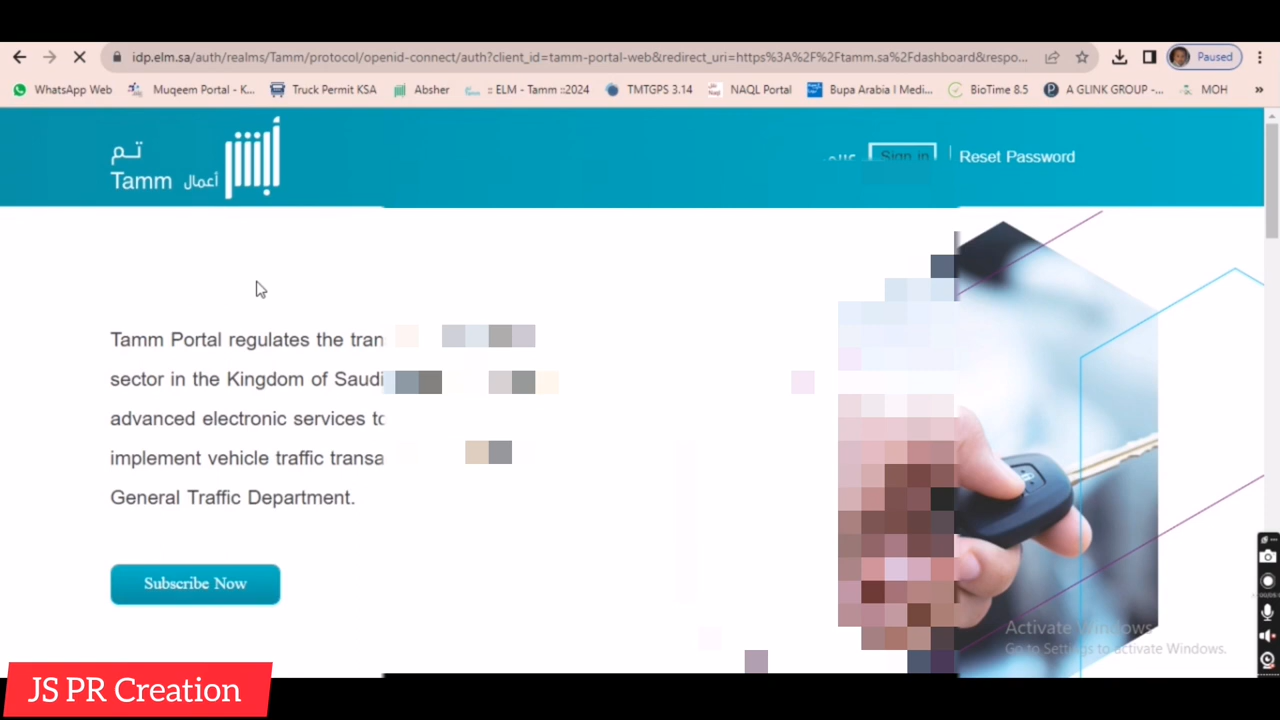 idp.elm.sa/auth/realms/Tamm/protocol/openid-connect/auth?client_id=tamm-portal-web&redirect_uri=https%3A%2F%2Ftamm.sa%2Fdashboard&respo...
Paused
WhatsApp Web Muqeem Portal - K... Truck Permit KSA Absher :: ELM - Tamm ::2024 TMTGPS 3.14 NAQL Portal Bupa Arabia l Medi... BioTime 8.5 A GLINK GROUP -... MOH »
تم
Tamm أعمال أبشر
Sign in | Reset Password
Tamm Portal regulates the tran
sector in the Kingdom of Saudi
advanced electronic services to
implement vehicle traffic transa
General Traffic Department.
Subscribe Now
Activate Windows
Go to Settings to activate Windows.
JS PR Creation